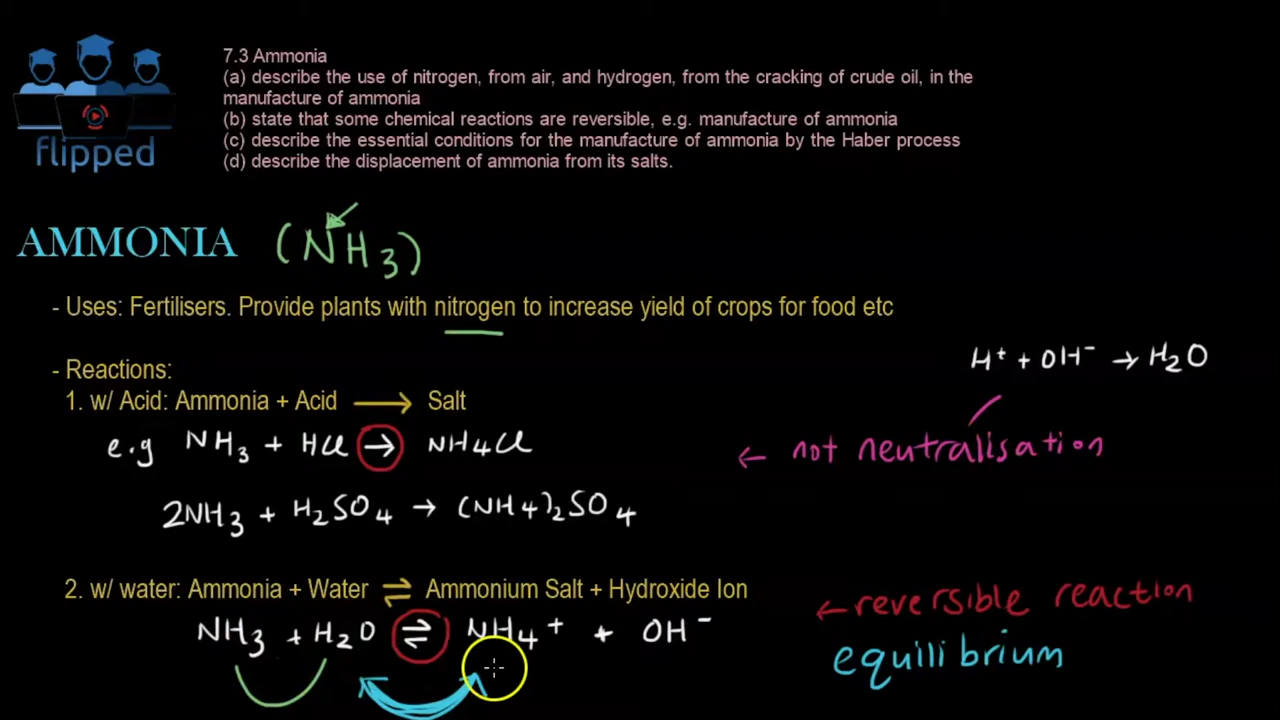 flipped
7.3 Ammonia
(a) describe the use of nitrogen, from air, and hydrogen, from the cracking of crude oil, in the
manufacture of ammonia
(b) state that some chemical reactions are reversible, e.g. manufacture of ammonia
(c) describe the essential conditions for the manufacture of ammonia by the Haber process
(d) describe the displacement of ammonia from its salts.
AMMONIA (NH3)
- Uses: Fertilisers. Provide plants with nitrogen to increase yield of crops for food etc
H+ + OH- → H2O
- Reactions:
1. w/ Acid: Ammonia + Acid → Salt
e.g NH3 + HCl → NH4Cl
← not neutralisation
2NH3 + H2SO4 → (NH4)2SO4
2. w/ water: Ammonia + Water ⇌ Ammonium Salt + Hydroxide Ion
← reversible reaction
NH3 + H2O ⇌ NH4+ + OH-
equilibrium